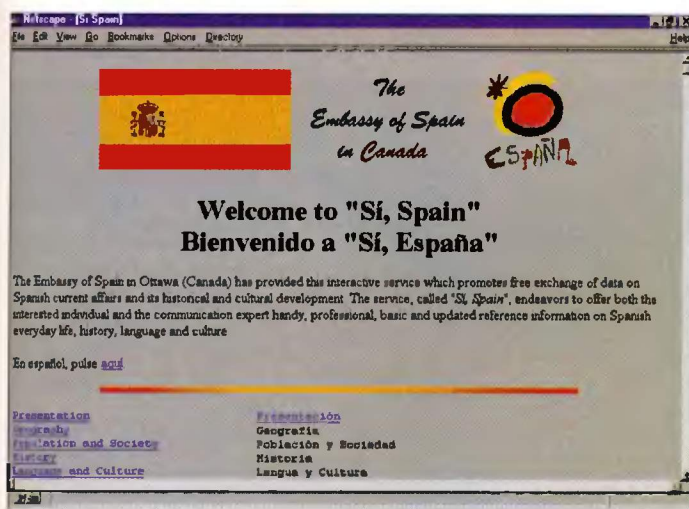 Netscape - [Sí Spain]
File Edit View Go Bookmarks Options Directory Help
The
Embassy of Spain
in Canada
ESPAÑA
Welcome to "Sí, Spain"
Bienvenido a "Sí, España"
The Embassy of Spain in Ottawa (Canada) has provided this interactive service which promotes free exchange of data on
Spanish current affairs and its historical and cultural development. The service, called "Sí, Spain", endeavors to offer both the
interested individual and the communication expert handy, professional, basic and updated reference information on Spanish
everyday life, history, language and culture
En español, pulse aquí
Presentation Presentación
Geography Geografía
Population and Society Población y Sociedad
History Historia
Language and Culture Lengua y Cultura